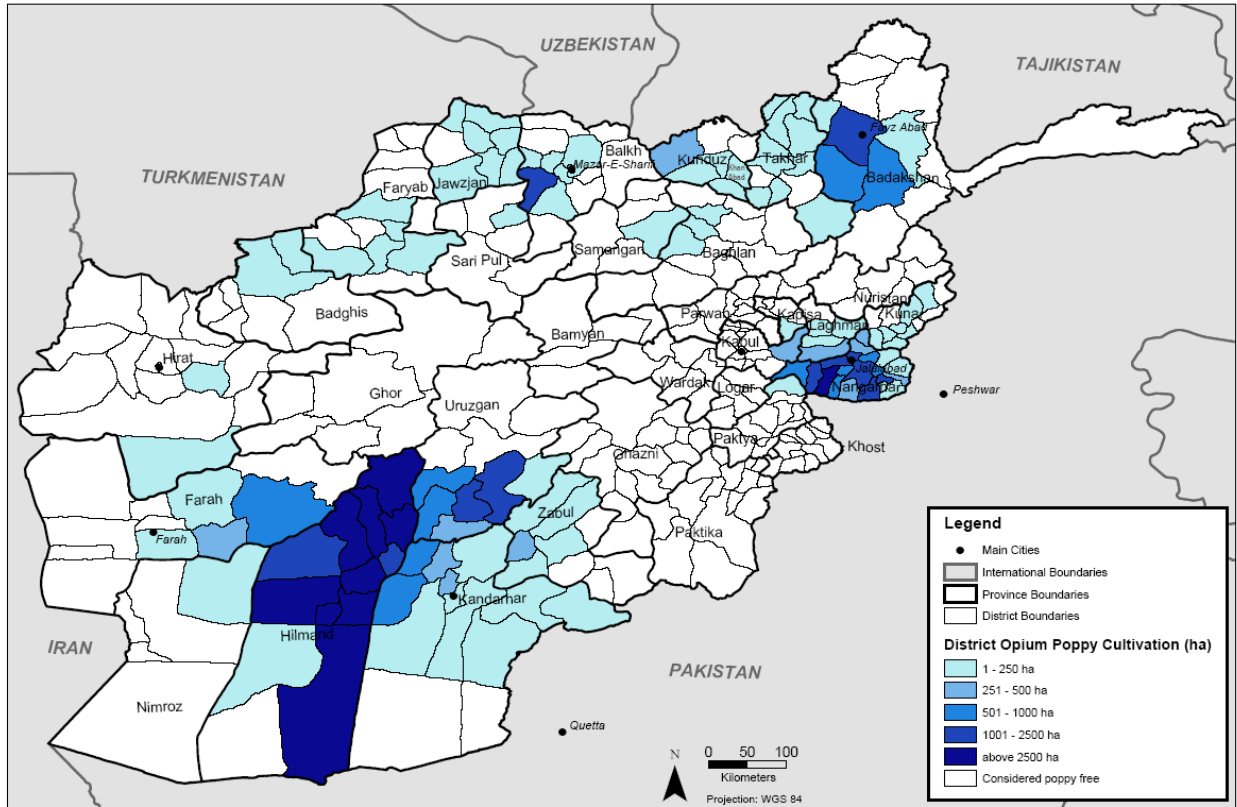 UZBEKISTAN
TAJIKISTAN
TURKMENISTAN
Fayz Abad
Balkh
Mazar-E-Sharif
Kunduz
Khan
Abad
Takhar
Badakshan
Faryab
Jawzjan
Samangan
Baghlan
Sari Pul
Nuristan
Badghis
Parwan
Kapisa
Kunar
Laghman
Bamyan
Kabul
Hirat
Jalalabad
Wardak
Logar
Nangarhar
Peshwar
Ghor
Uruzgan
Paktya
Khost
Ghazni
Farah
Zabul
Paktika
Farah
Kandarhar
Hilmand
IRAN
PAKISTAN
Nimroz
Quetta
N
0 50 100
Kilometers
Projection: WGS 84
Legend
Main Cities
International Boundaries
Province Boundaries
District Boundaries
District Opium Poppy Cultivation (ha)
1 - 250 ha
251 - 500 ha
501 - 1000 ha
1001 - 2500 ha
above 2500 ha
Considered poppy free